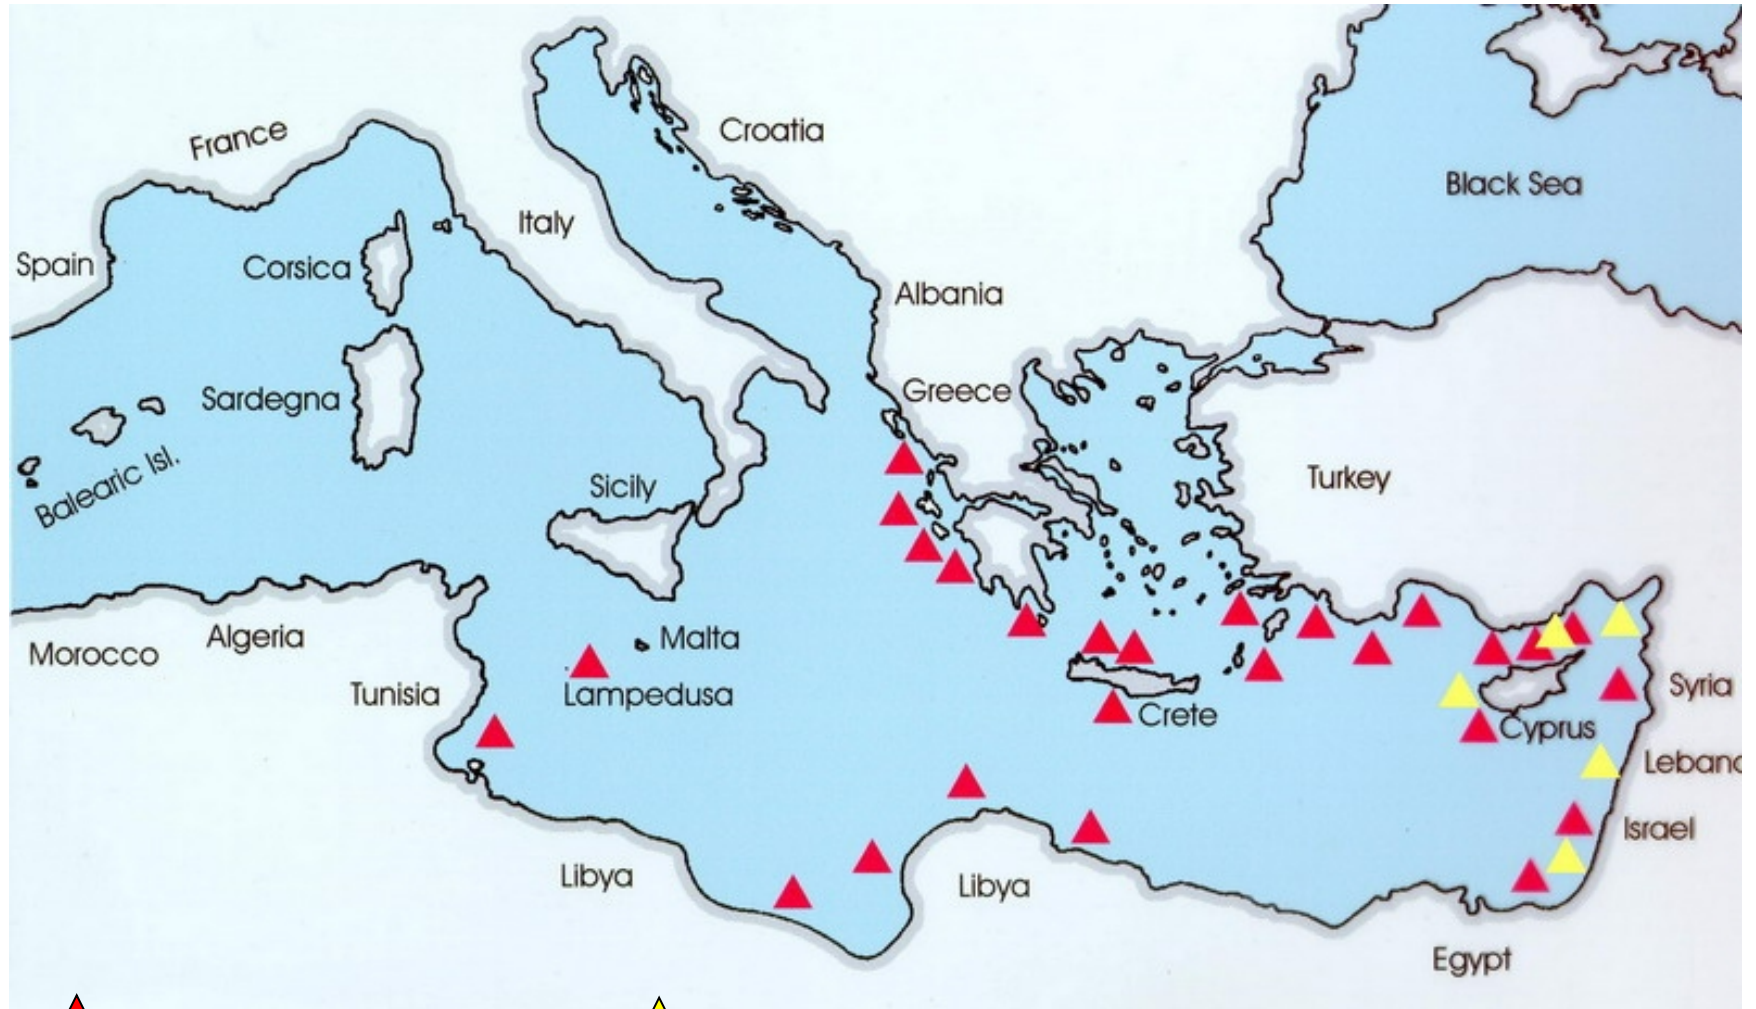 France
Croatia
Black Sea
Italy
Spain
Corsica
Albania
Greece
Sardegna
Balearic Isl.
Sicily
Turkey
Morocco
Algeria
Malta
Tunisia
Lampedusa
Crete
Syria
Cyprus
Lebano
Israel
Libya
Libya
Egypt